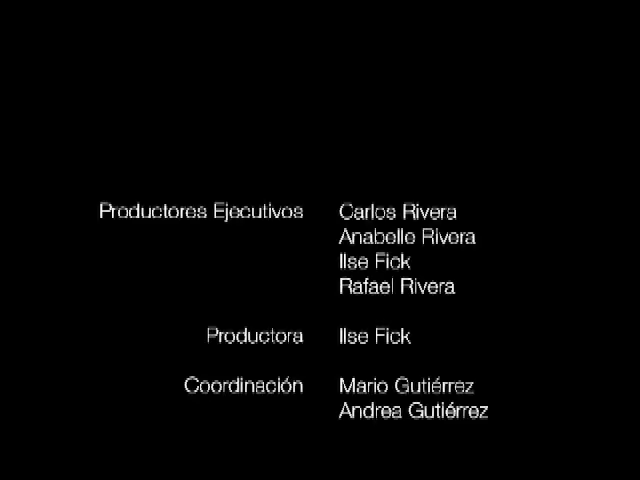 Productores Ejecutivos Carlos Rivera
Anabelle Rivera
Ilse Fick
Rafael Rivera
Productora Ilse Fick
Coordinación Mario Gutiérrez
Andrea Gutiérrez